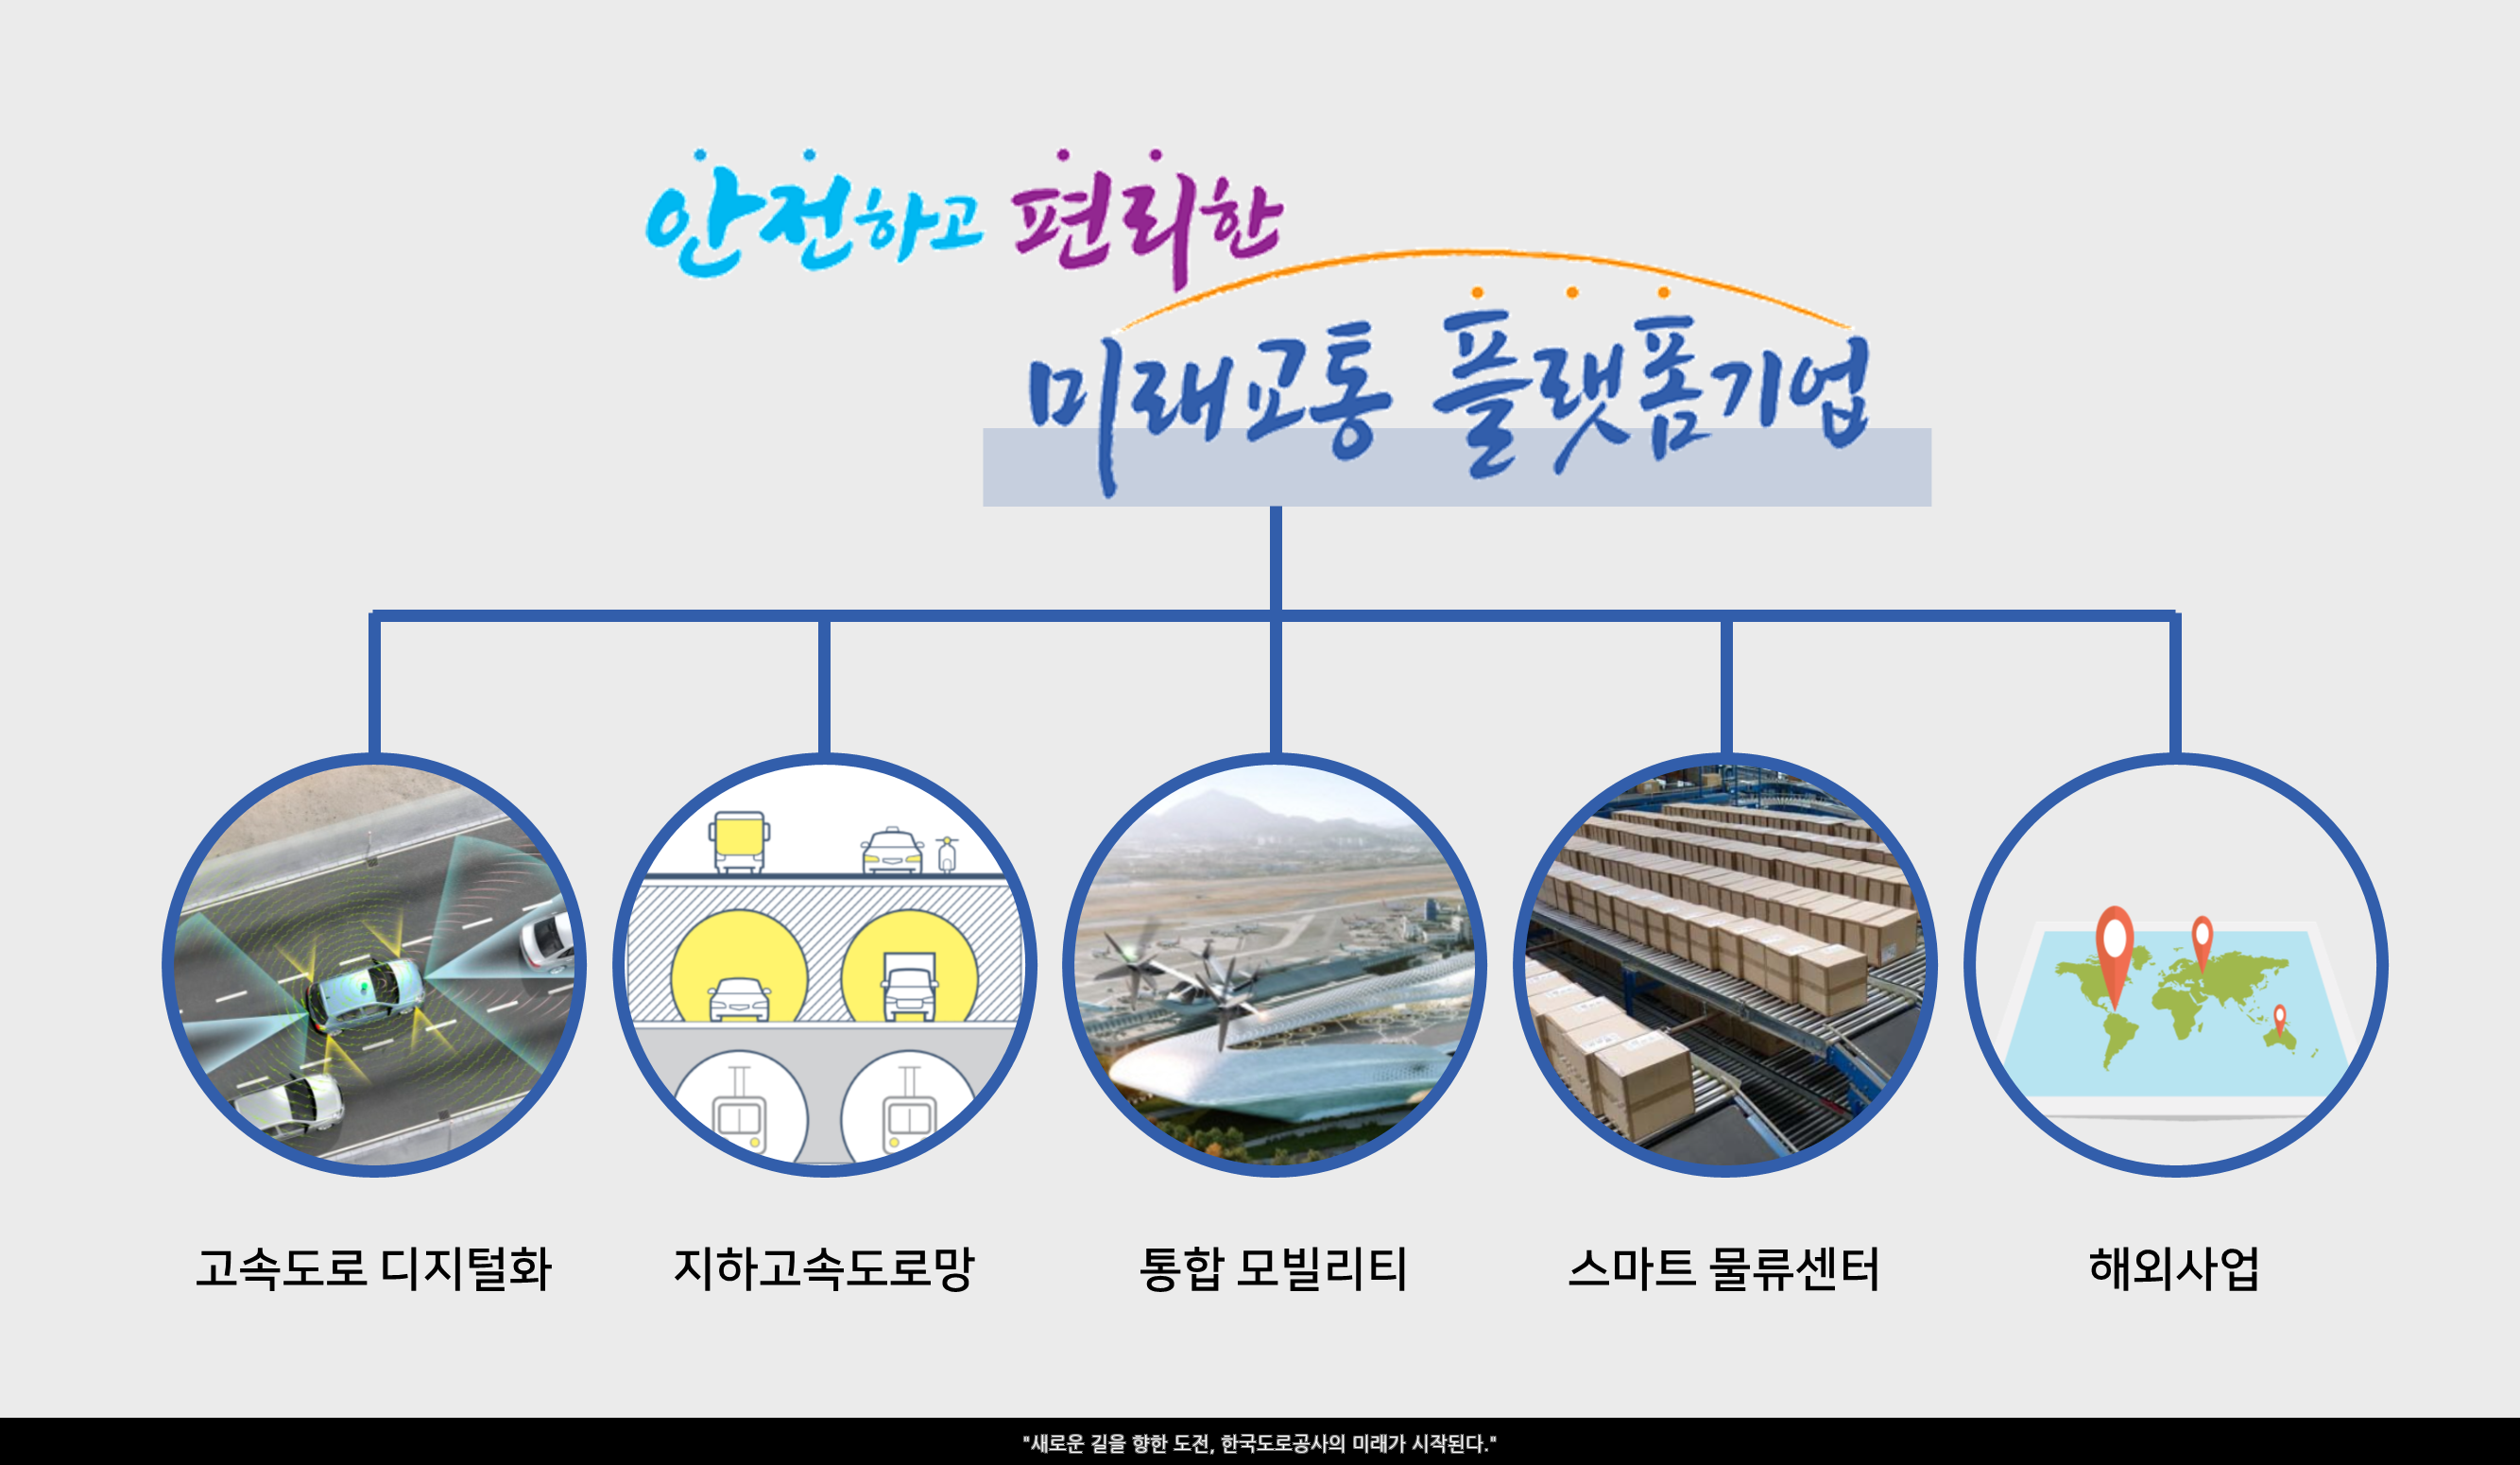 안전하고 편리한
미래교통 플랫폼기업
고속도로 디지털화
지하고속도로망
통합 모빌리티
스마트 물류센터
해외사업
"새로운 길을 향한 도전, 한국도로공사의 미래가 시작된다."